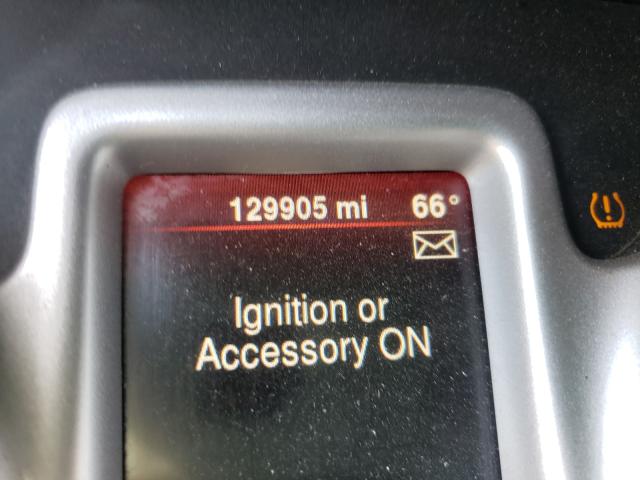 129905 mi 66°
Ignition or
Accessory ON